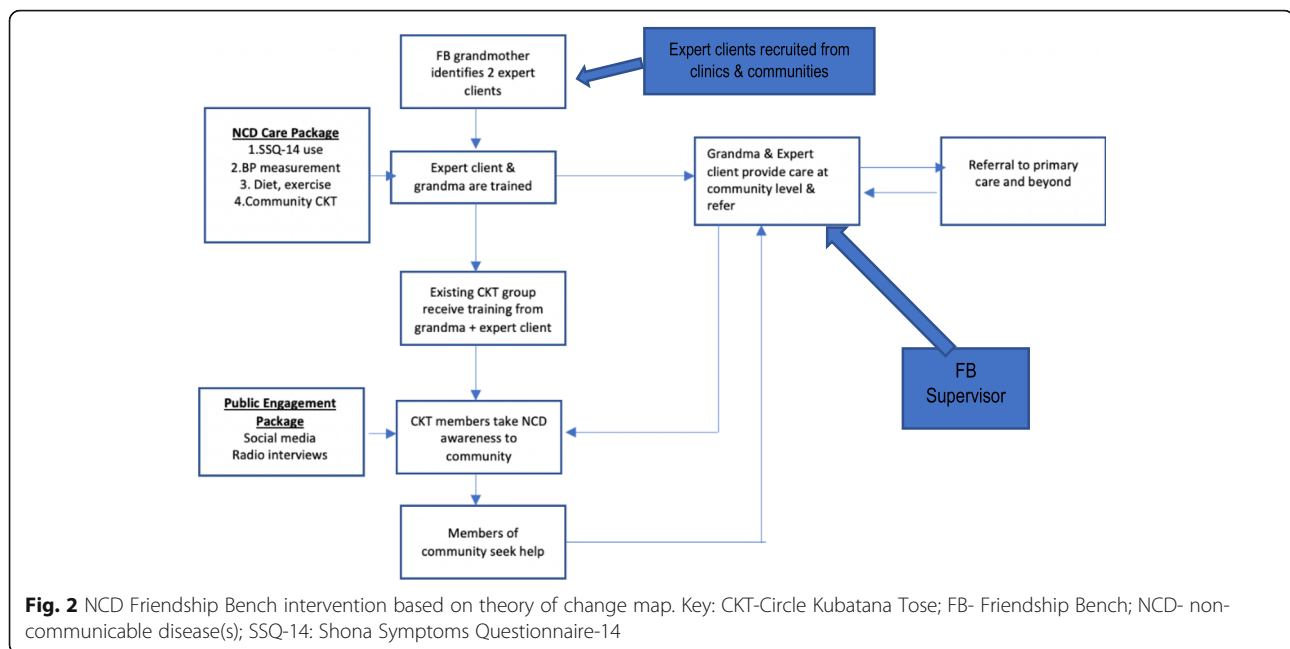 FB grandmother
identifies 2 expert
clients
Expert clients recruited from
clinics & communities
NCD Care Package
1.SSQ-14 use
2.BP measurement
3. Diet, exercise
4.Community CKT
Expert client &
grandma are trained
Grandma & Expert
client provide care at
community level &
refer
Referral to primary
care and beyond
Existing CKT group
receive training from
grandma + expert client
FB
Supervisor
Public Engagement
Package
Social media
Radio interviews
CKT members take NCD
awareness to
community
Members of
community seek help
Fig. 2 NCD Friendship Bench intervention based on theory of change map. Key: CKT-Circle Kubatana Tose; FB- Friendship Bench; NCD- non-
communicable disease(s); SSQ-14: Shona Symptoms Questionnaire-14